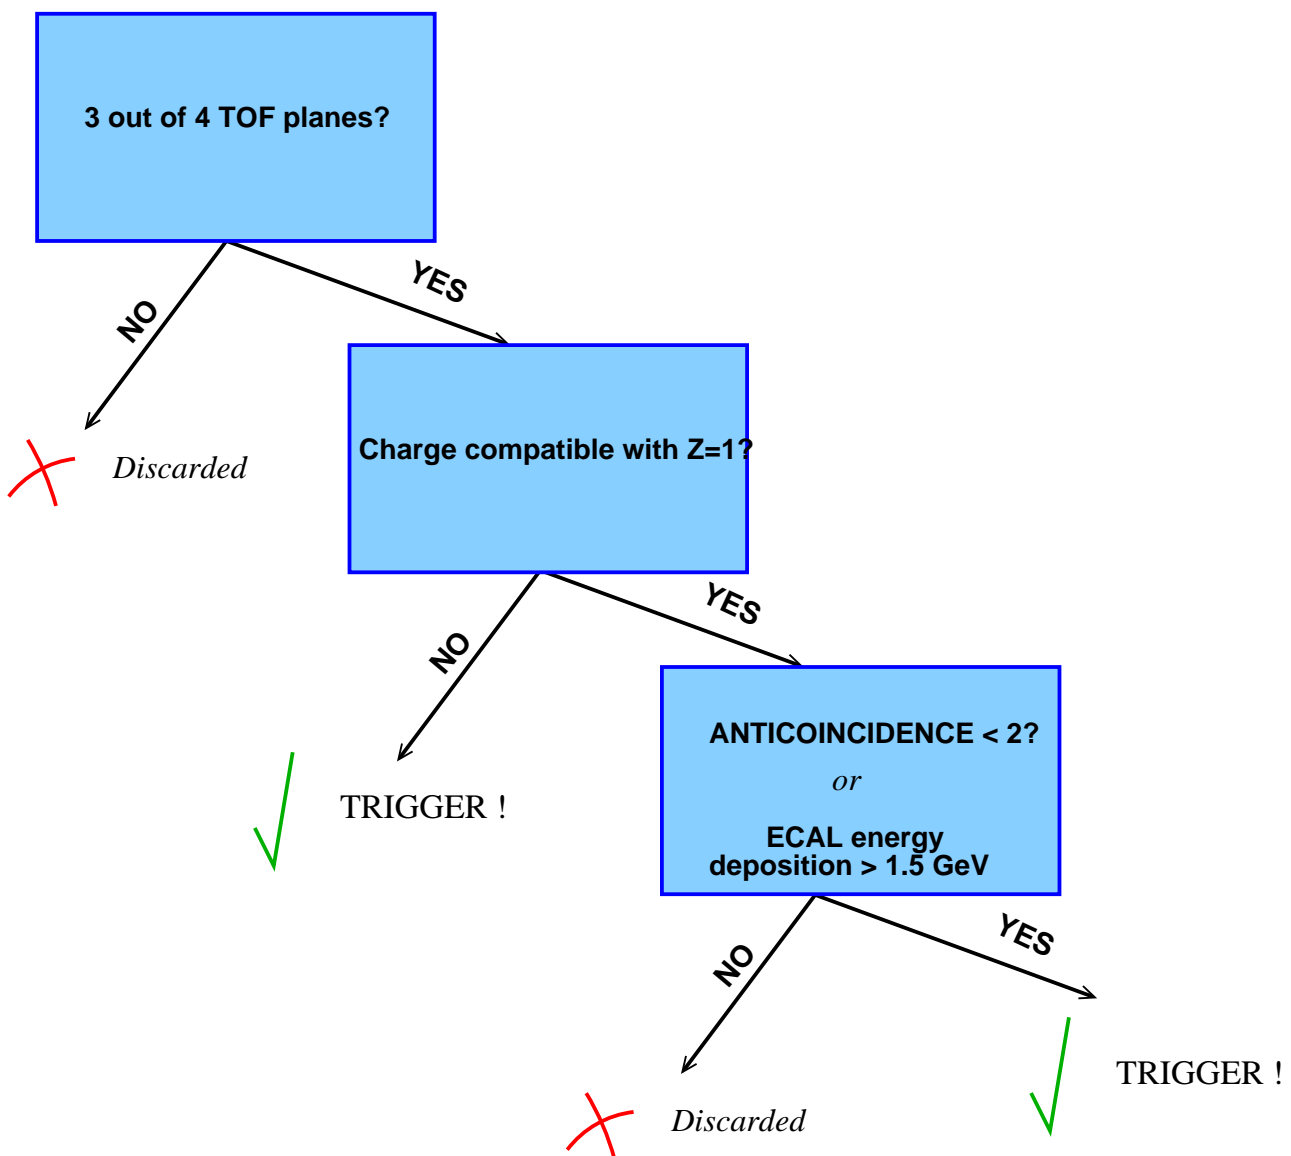 3 out of 4 TOF planes?
NO
YES
Discarded
Charge compatible with Z=1?
NO
YES
TRIGGER !
ANTICOINCIDENCE < 2?
or
ECAL energy
deposition > 1.5 GeV
NO
YES
Discarded
TRIGGER !